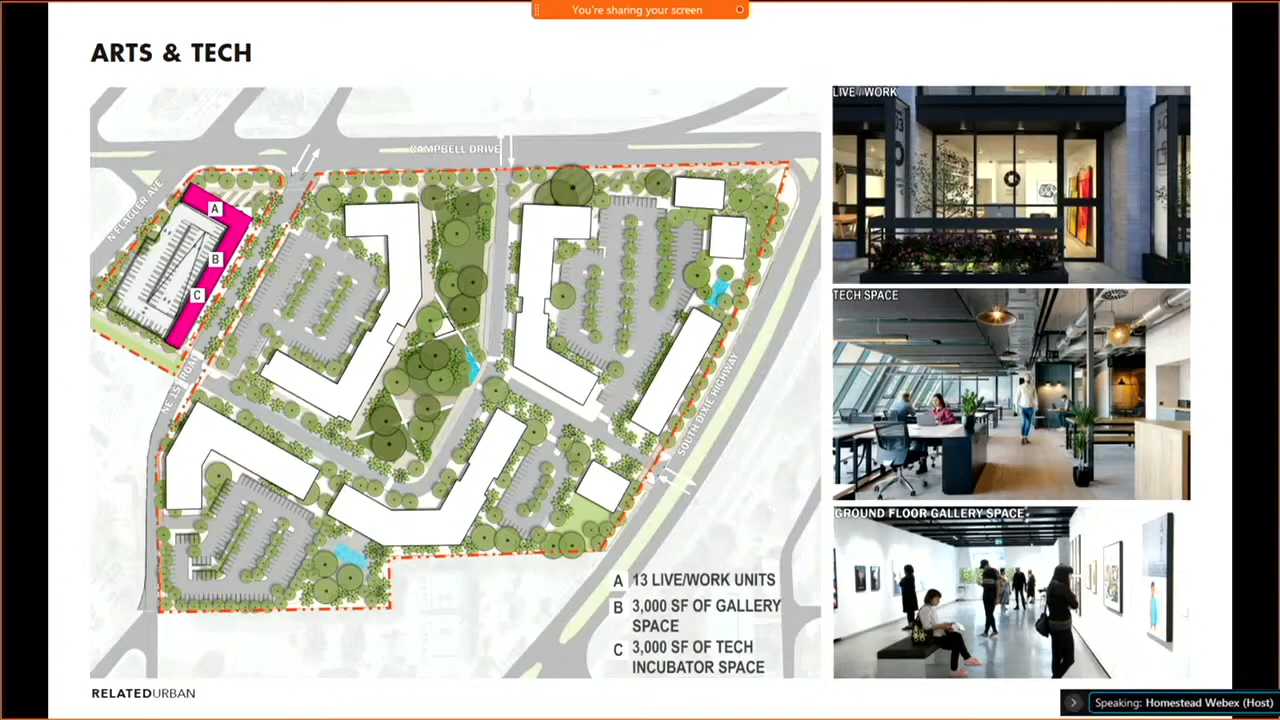 You're sharing your screen
ARTS & TECH
CAMPBELL DRIVE
N FLAGLER AVE
A
B
C
NE 15T ROAD
SOUTH DIXIE HIGHWAY
A 13 LIVE/WORK UNITS
B 3,000 SF OF GALLERY
SPACE
C 3,000 SF OF TECH
INCUBATOR SPACE
LIVE / WORK
TECH SPACE
GROUND FLOOR GALLERY SPACE
RELATEDURBAN
Speaking: Homestead Webex (Host)